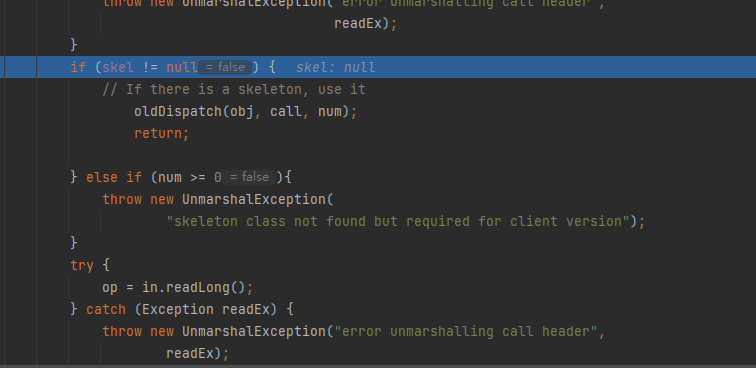 throw new UnmarshalException("error unmarshalling call header",
readEx);
}
if (skel != null = false ) {   skel: null
// If there is a skeleton, use it
oldDispatch(obj, call, num);
return;
} else if (num >= 0 = false ){
throw new UnmarshalException(
"skeleton class not found but required for client version");
}
try {
op = in.readLong();
} catch (Exception readEx) {
throw new UnmarshalException("error unmarshalling call header",
readEx);